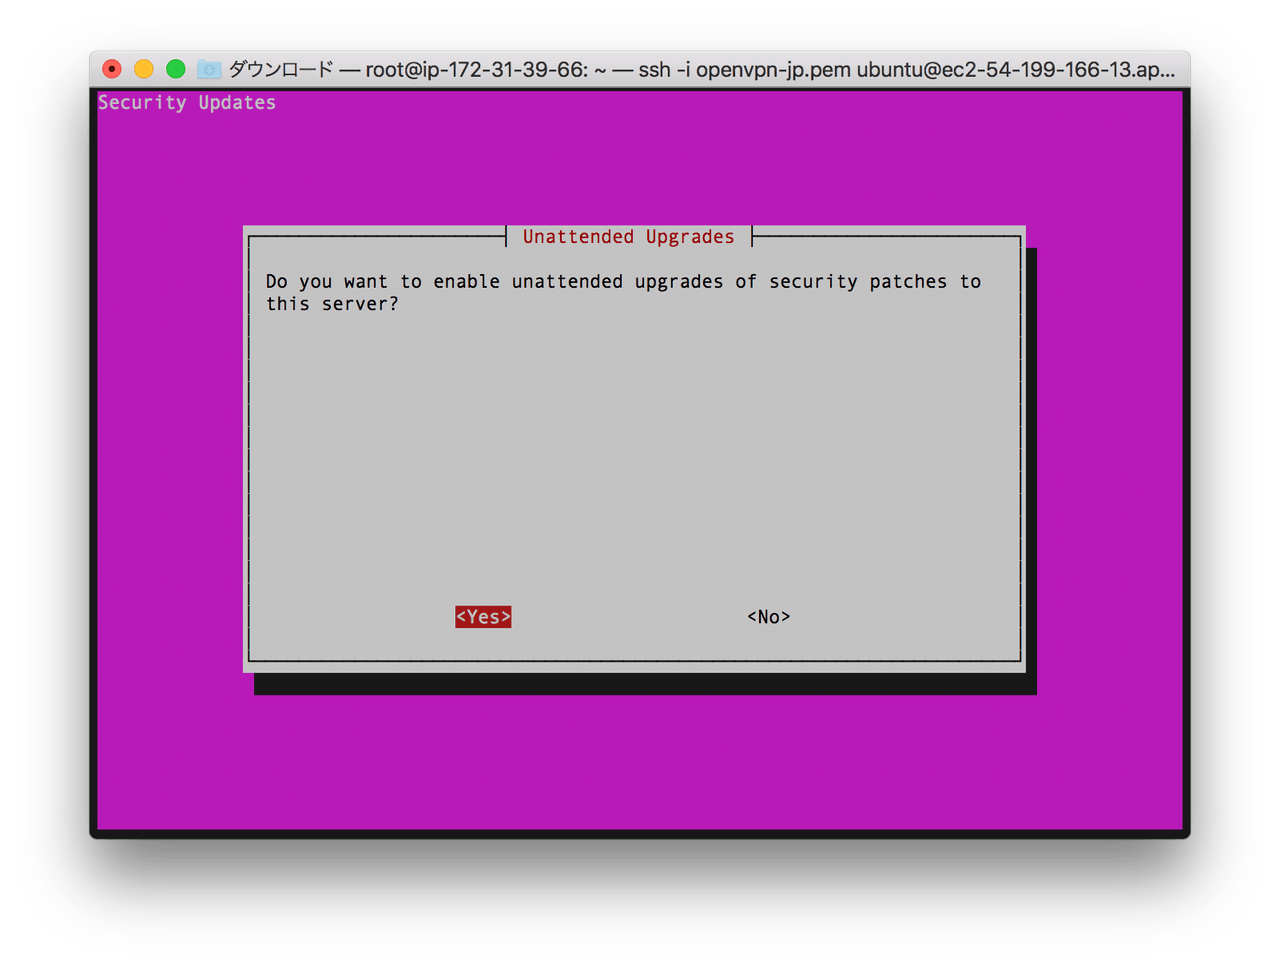 ダウンロード — root@ip-172-31-39-66: ~ — ssh -i openvpn-jp.pem ubuntu@ec2-54-199-166-13.ap...
Security Updates
Unattended Upgrades
Do you want to enable unattended upgrades of security patches to
this server?
<Yes> <No>